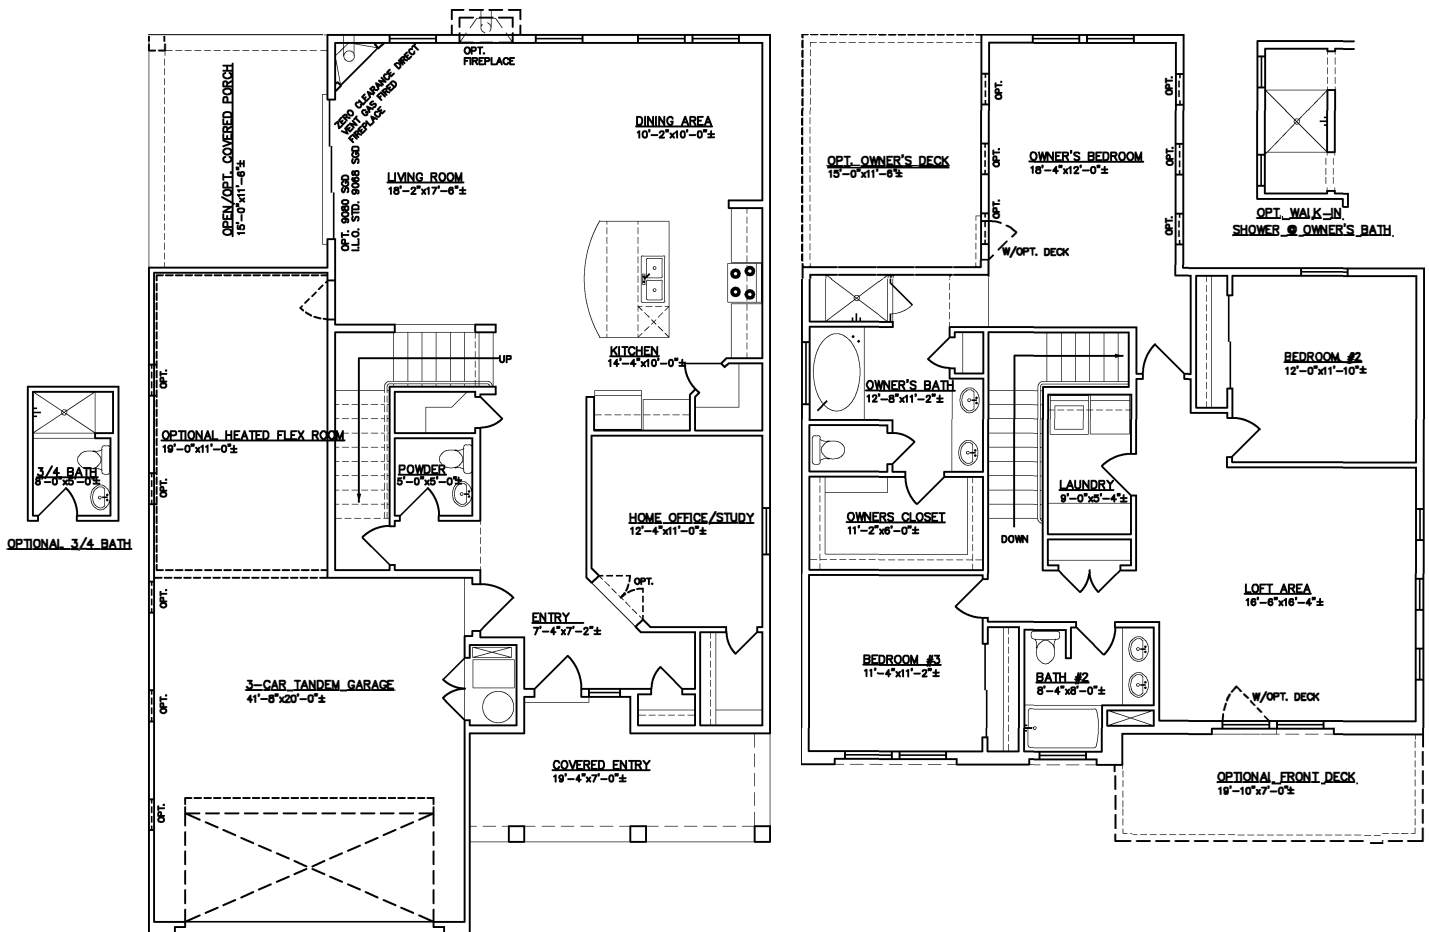 OPT.
FIREPLACE
ZERO CLEARANCE DIRECT
VENT GAS FIRED
FIREPLACE
OPEN/OPT. COVERED PORCH
15'-0"x11'-6"±
OPT. 9080 SGD
I.L.O. STD. 9068 SGD
LIVING ROOM
18'-2"x17'-6"±
DINING AREA
10'-2"x10'-0"±
KITCHEN
14'-4"x10'-0"±
UP
OPT.
OPTIONAL HEATED FLEX ROOM
19'-0"x11'-0"±
OPT.
3/4 BATH
8'-0"x5'-0"±
OPTIONAL 3/4 BATH
POWDER
5'-0"x5'-0"±
HOME OFFICE/STUDY
12'-4"x11'-0"±
OPT.
OPT.
ENTRY
7'-4"x7'-2"±
3-CAR TANDEM GARAGE
41'-8"x20'-0"±
OPT.
OPT.
COVERED ENTRY
19'-4"x7'-0"±
OPT. OWNER'S DECK
15'-0"x11'-6"±
OPT.
OPT.
OPT.
OWNER'S BEDROOM
18'-4"x12'-0"±
OPT.
OPT.
OPT.
W/OPT. DECK
OPT. WALK-IN
SHOWER @ OWNER'S BATH
BEDROOM #2
12'-0"x11'-10"±
OWNER'S BATH
12'-8"x11'-2"±
OWNERS CLOSET
11'-2"x6'-0"±
LAUNDRY
9'-0"x5'-4"±
DOWN
LOFT AREA
16'-6"x16'-4"±
BEDROOM #3
11'-4"x11'-2"±
BATH #2
8'-4"x8'-0"±
W/OPT. DECK
OPTIONAL FRONT DECK
19'-10"x7'-0"±